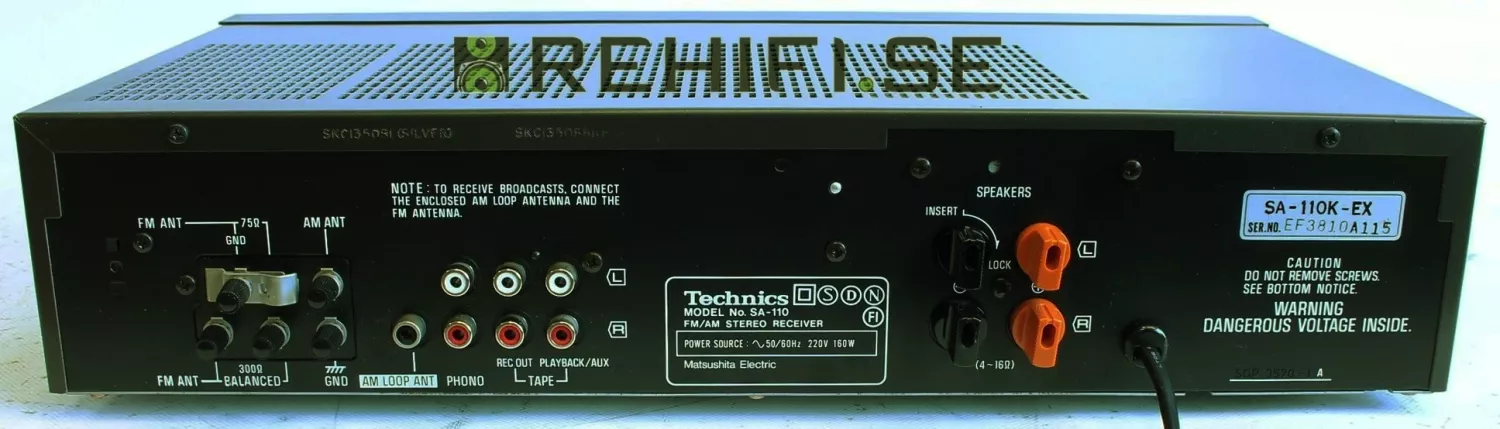 REHIFI.SE
NOTE: TO RECEIVE BROADCASTS, CONNECT
THE ENCLOSED AM LOOP ANTENNA AND THE
FM ANTENNA.
FM ANT
75Ω
GND
AM ANT
300Ω
FM ANT
BALANCED
GND
AM LOOP ANT
PHONO
REC OUT
PLAYBACK/AUX
TAPE
L
R
Technics
S
D
N
FI
MODEL No. SA-110
FM/AM STEREO RECEIVER
POWER SOURCE: ∿50/60Hz 220V 160W
Matsushita Electric
SPEAKERS
INSERT
LOCK
L
R
(4~16Ω)
SA-110K-EX
SER.NO. EF3810A115
CAUTION
DO NOT REMOVE SCREWS.
SEE BOTTOM NOTICE.
WARNING
DANGEROUS VOLTAGE INSIDE.